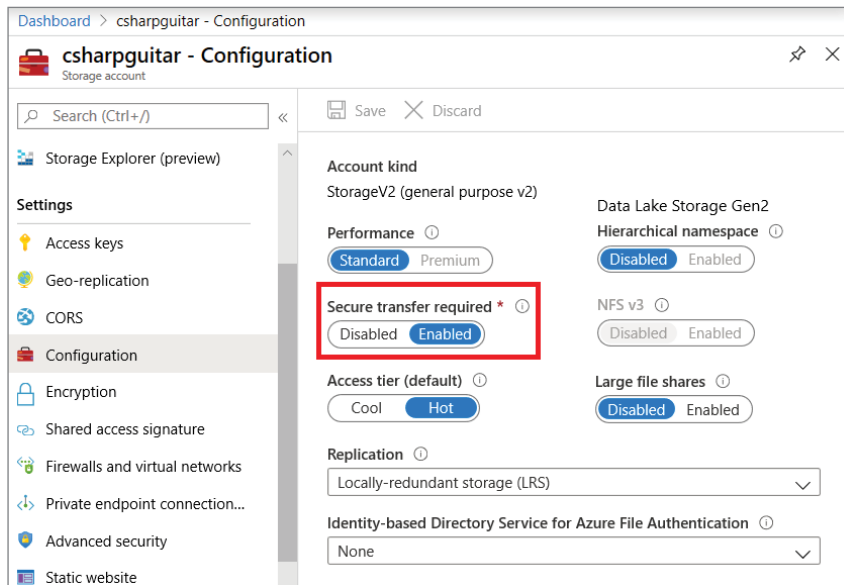 Dashboard > csharpguitar - Configuration
csharpguitar - Configuration
Storage account
Search (Ctrl+/)
«
Storage Explorer (preview)
Settings
Access keys
Geo-replication
CORS
Configuration
Encryption
Shared access signature
Firewalls and virtual networks
Private endpoint connection...
Advanced security
Static website
Save Discard
Account kind
StorageV2 (general purpose v2)
Performance
Standard Premium
Secure transfer required *
Disabled Enabled
Access tier (default)
Cool Hot
Data Lake Storage Gen2
Hierarchical namespace
Disabled Enabled
NFS v3
Disabled Enabled
Large file shares
Disabled Enabled
Replication
Locally-redundant storage (LRS)
Identity-based Directory Service for Azure File Authentication
None